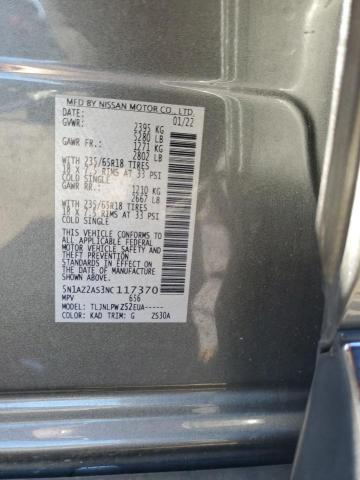 MFD BY NISSAN MOTOR CO., LTD.
DATE: 01/22
GVWR: 2395 KG
5280 LB
GAWR FR.: 1271 KG
2802 LB
WITH 235/65R18 TIRES
18 X 7.5 RIMS AT 33 PSI
COLD SINGLE
GAWR RR.: 1210 KG
2667 LB
WITH 235/65R18 TIRES
18 X 7.5 RIMS AT 33 PSI
COLD SINGLE
THIS VEHICLE CONFORMS TO ALL
APPLICABLE FEDERAL MOTOR
VEHICLE SAFETY, BUMPER, AND
THEFT PREVENTION
STANDARDS IN EFFECT ON THE
DATE OF MANUFACTURE
SHOWN ABOVE.
5N1AZ2AS3NC117370
MPV 656
MODEL: TLJNLPWZ52EUA-----
COLOR: KAD TRIM: G Z530A